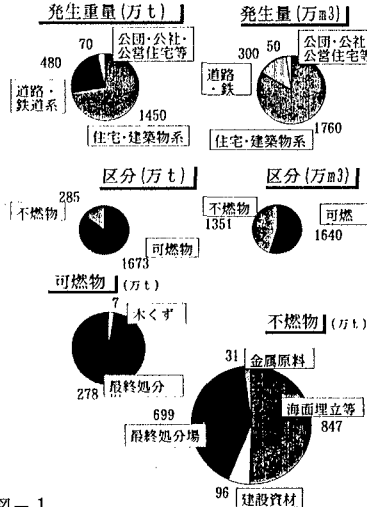 発生重量(万t)
発生量(万m3)
70
公団・公社・
公営住宅等
480
道路・
鉄道系
1450
住宅・建築物系
50
公団・公社
公営住宅等
300
道路
・鉄
1760
住宅・建築物系
区分(万t)
区分(万m3)
285
不燃物
可燃物
1673
不燃物
1351
可燃
1640
可燃物 (万t)
7
木くず
最終処分
278
不燃物 (万t)
31
金属原料
海面埋立等
847
699
最終処分場
96
建設資材
図-1